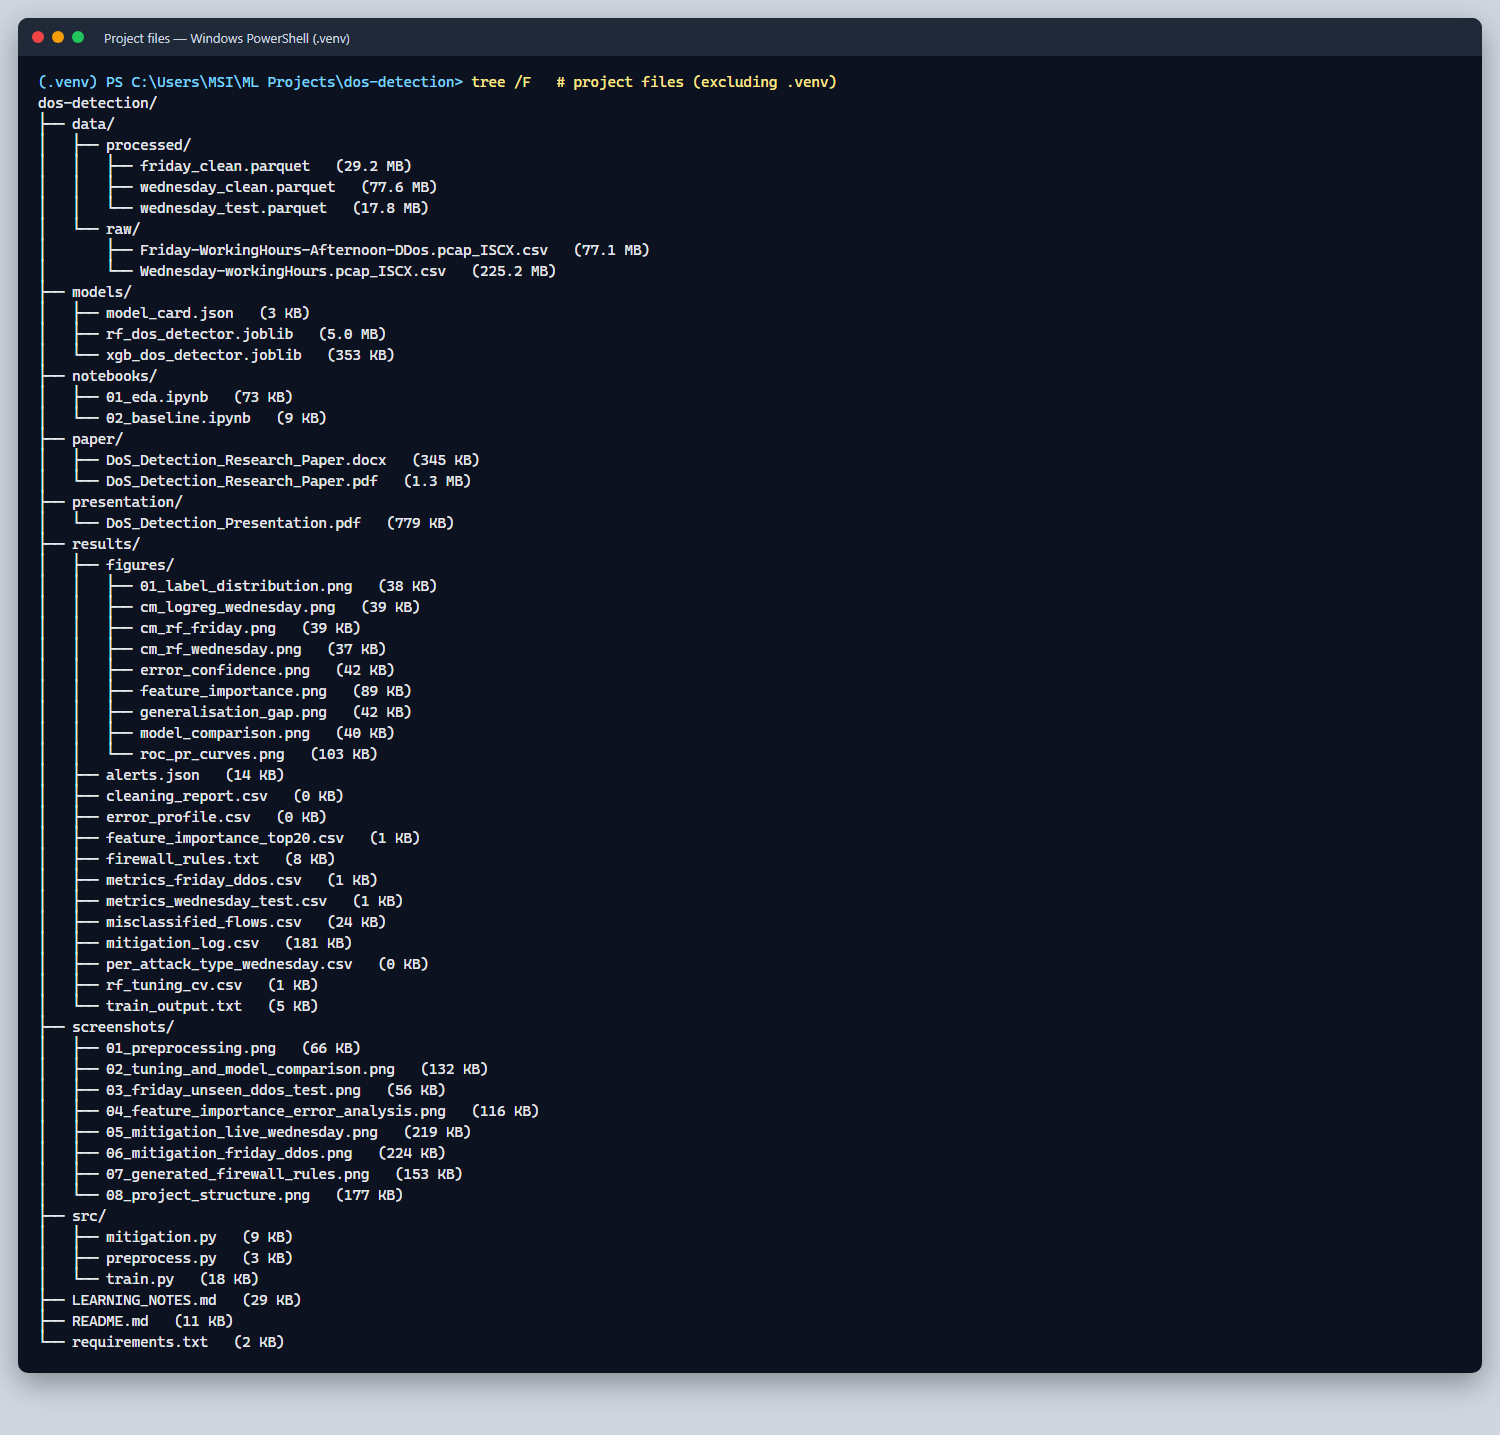 Project files — Windows PowerShell (.venv)
(.venv) PS C:\Users\MSI\ML Projects\dos-detection> tree /F   # project files (excluding .venv)
dos-detection/
├── data/
│   ├── processed/
│   │   ├── friday_clean.parquet   (29.2 MB)
│   │   ├── wednesday_clean.parquet   (77.6 MB)
│   │   └── wednesday_test.parquet   (17.8 MB)
│   └── raw/
│       ├── Friday-WorkingHours-Afternoon-DDos.pcap_ISCX.csv   (77.1 MB)
│       └── Wednesday-workingHours.pcap_ISCX.csv   (225.2 MB)
├── models/
│   ├── model_card.json   (3 KB)
│   ├── rf_dos_detector.joblib   (5.0 MB)
│   └── xgb_dos_detector.joblib   (353 KB)
├── notebooks/
│   ├── 01_eda.ipynb   (73 KB)
│   └── 02_baseline.ipynb   (9 KB)
├── paper/
│   ├── DoS_Detection_Research_Paper.docx   (345 KB)
│   └── DoS_Detection_Research_Paper.pdf   (1.3 MB)
├── presentation/
│   └── DoS_Detection_Presentation.pdf   (779 KB)
├── results/
│   ├── figures/
│   │   ├── 01_label_distribution.png   (38 KB)
│   │   ├── cm_logreg_wednesday.png   (39 KB)
│   │   ├── cm_rf_friday.png   (39 KB)
│   │   ├── cm_rf_wednesday.png   (37 KB)
│   │   ├── error_confidence.png   (42 KB)
│   │   ├── feature_importance.png   (89 KB)
│   │   ├── generalisation_gap.png   (42 KB)
│   │   ├── model_comparison.png   (40 KB)
│   │   └── roc_pr_curves.png   (103 KB)
│   ├── alerts.json   (14 KB)
│   ├── cleaning_report.csv   (0 KB)
│   ├── error_profile.csv   (0 KB)
│   ├── feature_importance_top20.csv   (1 KB)
│   ├── firewall_rules.txt   (8 KB)
│   ├── metrics_friday_ddos.csv   (1 KB)
│   ├── metrics_wednesday_test.csv   (1 KB)
│   ├── misclassified_flows.csv   (24 KB)
│   ├── mitigation_log.csv   (181 KB)
│   ├── per_attack_type_wednesday.csv   (0 KB)
│   ├── rf_tuning_cv.csv   (1 KB)
│   └── train_output.txt   (5 KB)
├── screenshots/
│   ├── 01_preprocessing.png   (66 KB)
│   ├── 02_tuning_and_model_comparison.png   (132 KB)
│   ├── 03_friday_unseen_ddos_test.png   (56 KB)
│   ├── 04_feature_importance_error_analysis.png   (116 KB)
│   ├── 05_mitigation_live_wednesday.png   (219 KB)
│   ├── 06_mitigation_friday_ddos.png   (224 KB)
│   ├── 07_generated_firewall_rules.png   (153 KB)
│   └── 08_project_structure.png   (177 KB)
├── src/
│   ├── mitigation.py   (9 KB)
│   ├── preprocess.py   (3 KB)
│   └── train.py   (18 KB)
├── LEARNING_NOTES.md   (29 KB)
├── README.md   (11 KB)
└── requirements.txt   (2 KB)